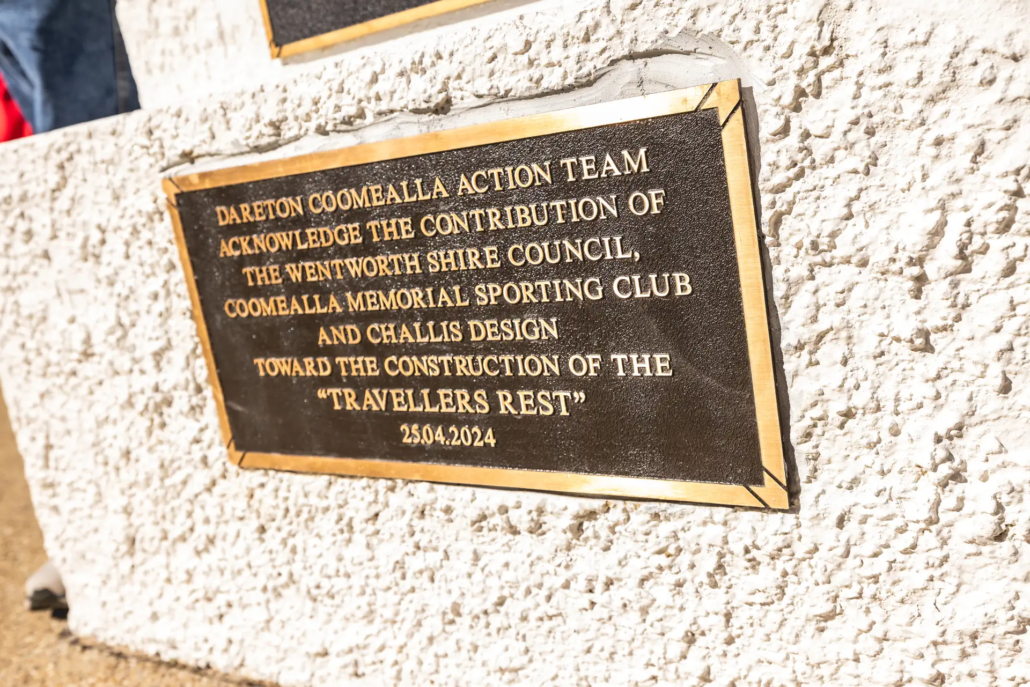 DARETON COOMEALLA ACTION TEAM
ACKNOWLEDGE THE CONTRIBUTION OF
THE WENTWORTH SHIRE COUNCIL,
COOMEALLA MEMORIAL SPORTING CLUB
AND CHALLIS DESIGN
TOWARD THE CONSTRUCTION OF THE
“TRAVELLERS REST”
25.04.2024